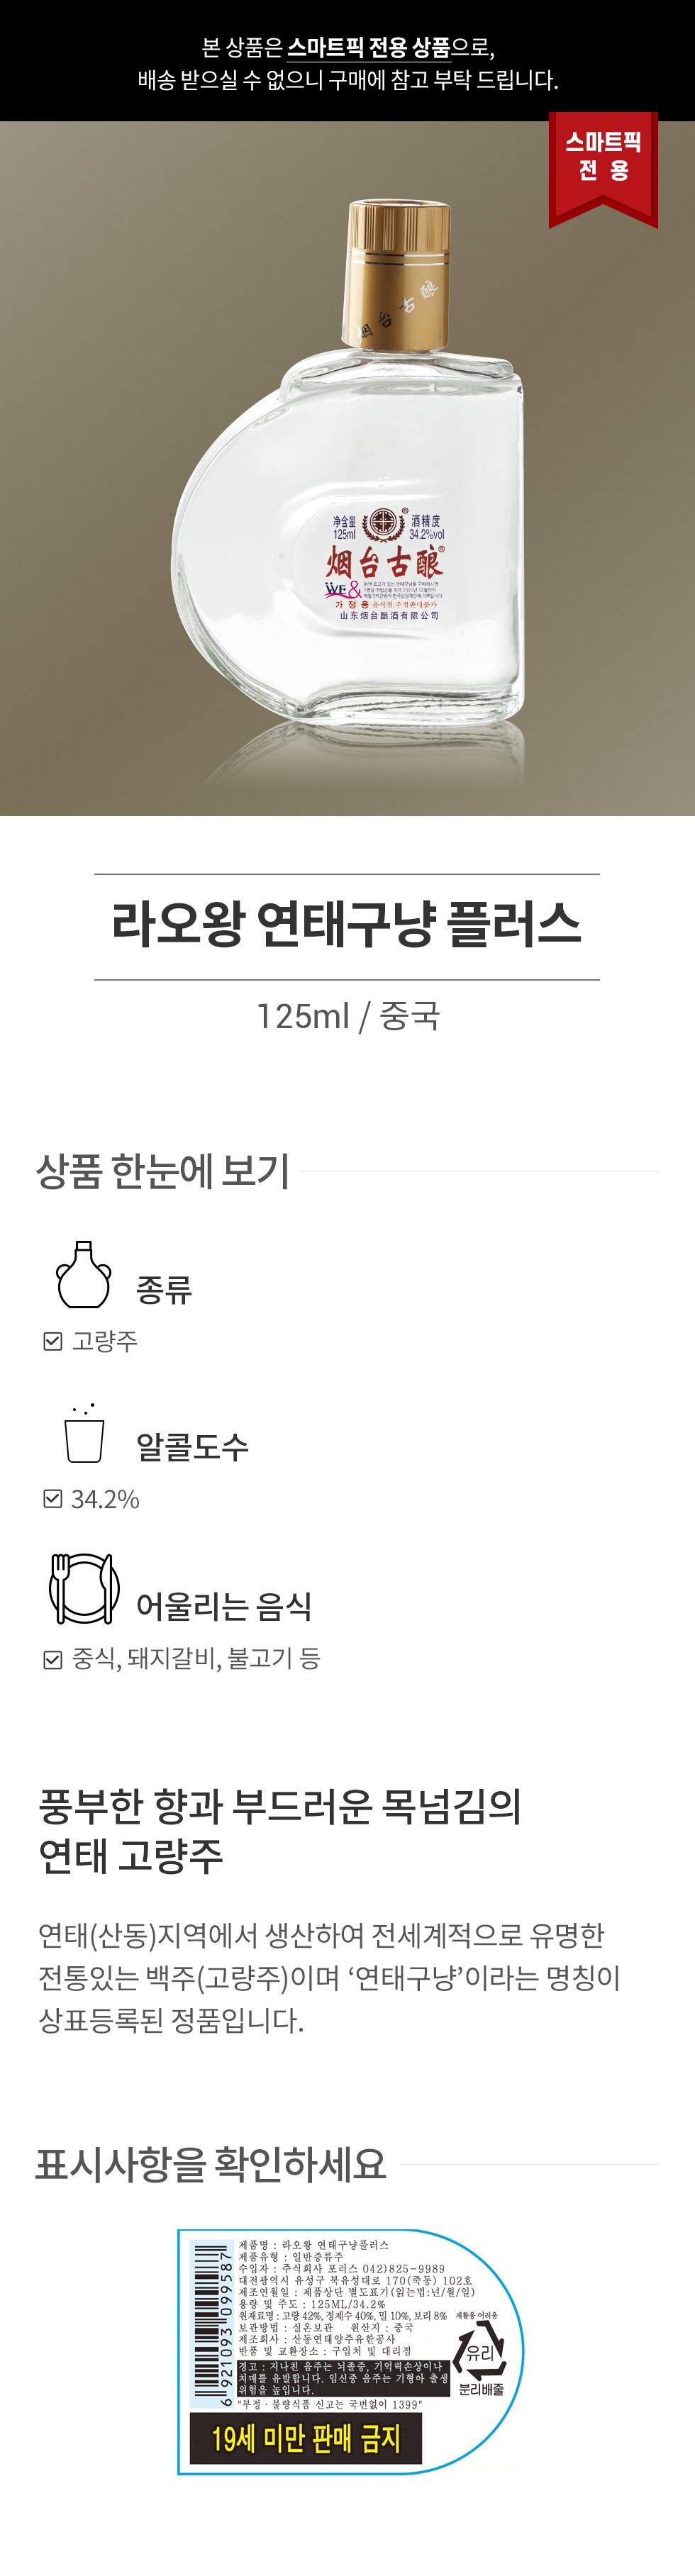 본 상품은 스마트픽 전용 상품으로,
배송 받으실 수 없으니 구매에 참고 부탁 드립니다.
스마트픽
전 용
烟台古酿
净含量 酒精度
125ml 34.2%vol
烟台古酿
WE&
가정용 음식점, 주점판매불가
山东烟台酿酒有限公司
라오왕 연태구냥 플러스
125ml / 중국
상품 한눈에 보기
종류
고량주
알콜도수
34.2%
어울리는 음식
중식, 돼지갈비, 불고기 등
풍부한 향과 부드러운 목넘김의
연태 고량주
연태(산동)지역에서 생산하여 전세계적으로 유명한
전통있는 백주(고량주)이며 ‘연태구냥’이라는 명칭이
상표등록된 정품입니다.
표시사항을 확인하세요
6 921093 099587
제품명 : 라오왕 연태구냥플러스
제품유형 : 일반증류주
수입자 : 주식회사 포리스 042)825-9989
대전광역시 유성구 북유성대로 170(죽동) 102호
제조연월일 : 제품상단 별도표기(읽는법:년/월/일)
용량 및 주도 : 125ML/34.2%
원재료명 : 고량 42%, 정제수 40%, 밀 10%, 보리 8%
보관방법 : 실온보관 원산지 : 중국
제조회사 : 산동연태양주유한공사
반품 및 교환장소 : 구입처 및 대리점
경고 : 지나친 음주는 뇌졸중, 기억력손상이나
치매를 유발합니다. 임신중 음주는 기형아 출생
위험을 높입니다.
"부정·불량식품 신고는 국번없이 1399"
재활용 어려움
유리
분리배출
19세 미만 판매 금지